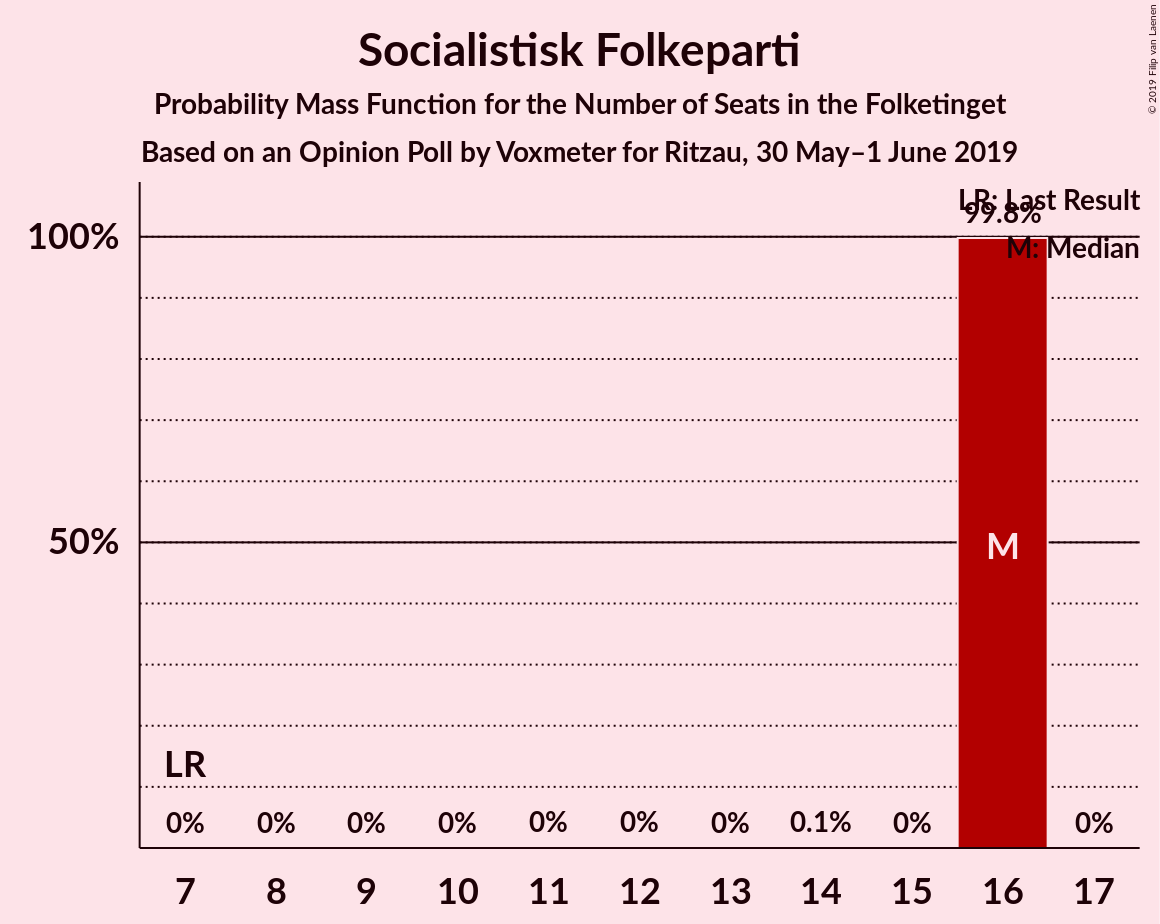 Socialistisk Folkeparti
Probability Mass Function for the Number of Seats in the Folketinget
Based on an Opinion Poll by Voxmeter for Ritzau, 30 May–1 June 2019
© 2019 Filip van Laenen
LR: Last Result
99.8%
M: Median
100%
50%
M
LR
0% 0% 0% 0% 0% 0% 0% 0.1% 0% 0%
7 8 9 10 11 12 13 14 15 16 17